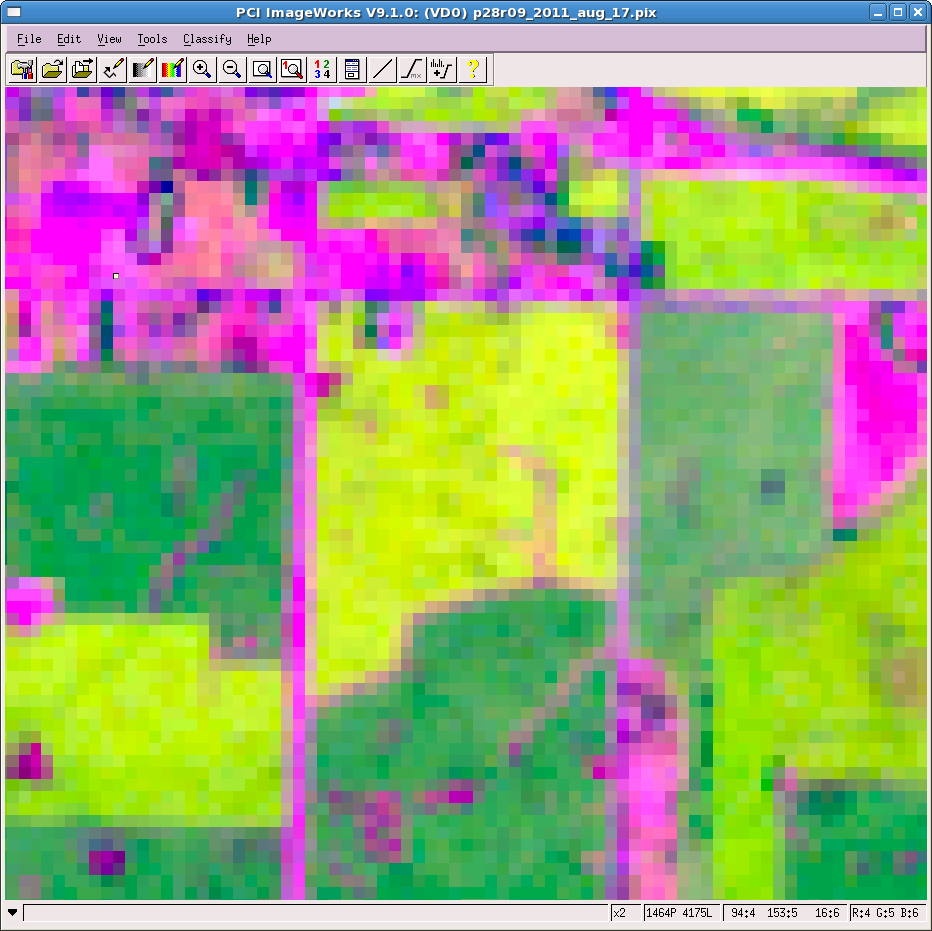 PCI ImageWorks V9.1.0: (VD0) p28r09_2011_aug_17.pix
File Edit View Tools Classify Help
1 2
3 4
mx
?
x2 1464P 4175L 94:4 153:5 16:6 R:4 G:5 B:6